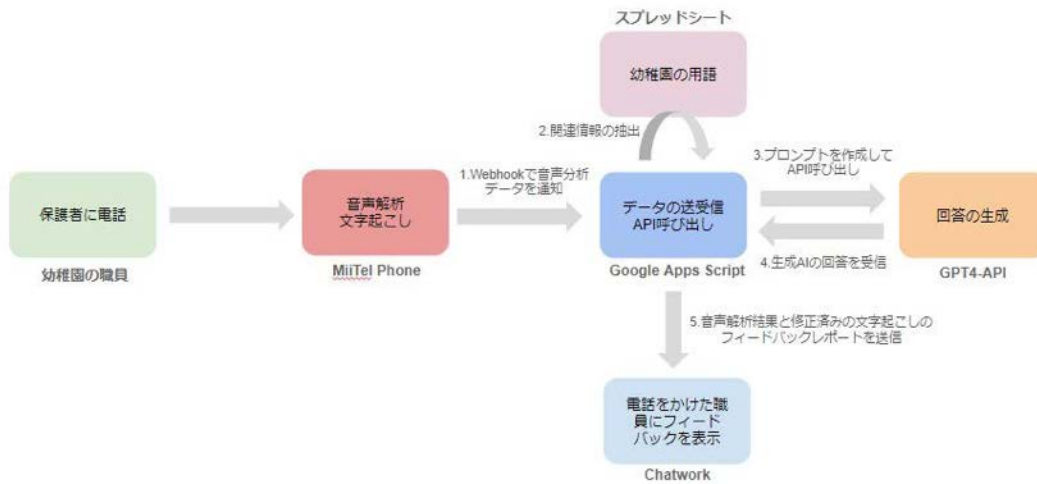 スプレッドシート
幼稚園の用語
2.関連情報の抽出
3.プロンプトを作成して
API呼び出し
1.Webhookで音声分析
データを通知
保護者に電話
音声解析
文字起こし
データの送受信
API呼び出し
回答の生成
幼稚園の職員
MiiTel Phone
Google Apps Script
4.生成AIの回答を受信
GPT4-API
5.音声解析結果と修正済みの文字起こしの
フィードバックレポートを送信
電話をかけた職
員にフィード
バックを表示
Chatwork